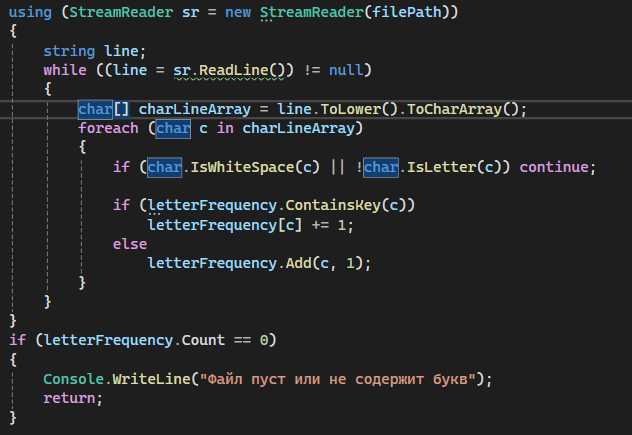 using (StreamReader sr = new StreamReader(filePath))
{
    string line;
    while ((line = sr.ReadLine()) != null)
    {
        char[] charLineArray = line.ToLower().ToCharArray();
        foreach (char c in charLineArray)
        {
            if (char.IsWhiteSpace(c) || !char.IsLetter(c)) continue;

            if (letterFrequency.ContainsKey(c))
                letterFrequency[c] += 1;
            else
                letterFrequency.Add(c, 1);
        }
    }
}
if (letterFrequency.Count == 0)
{
    Console.WriteLine("Файл пуст или не содержит букв");
    return;
}